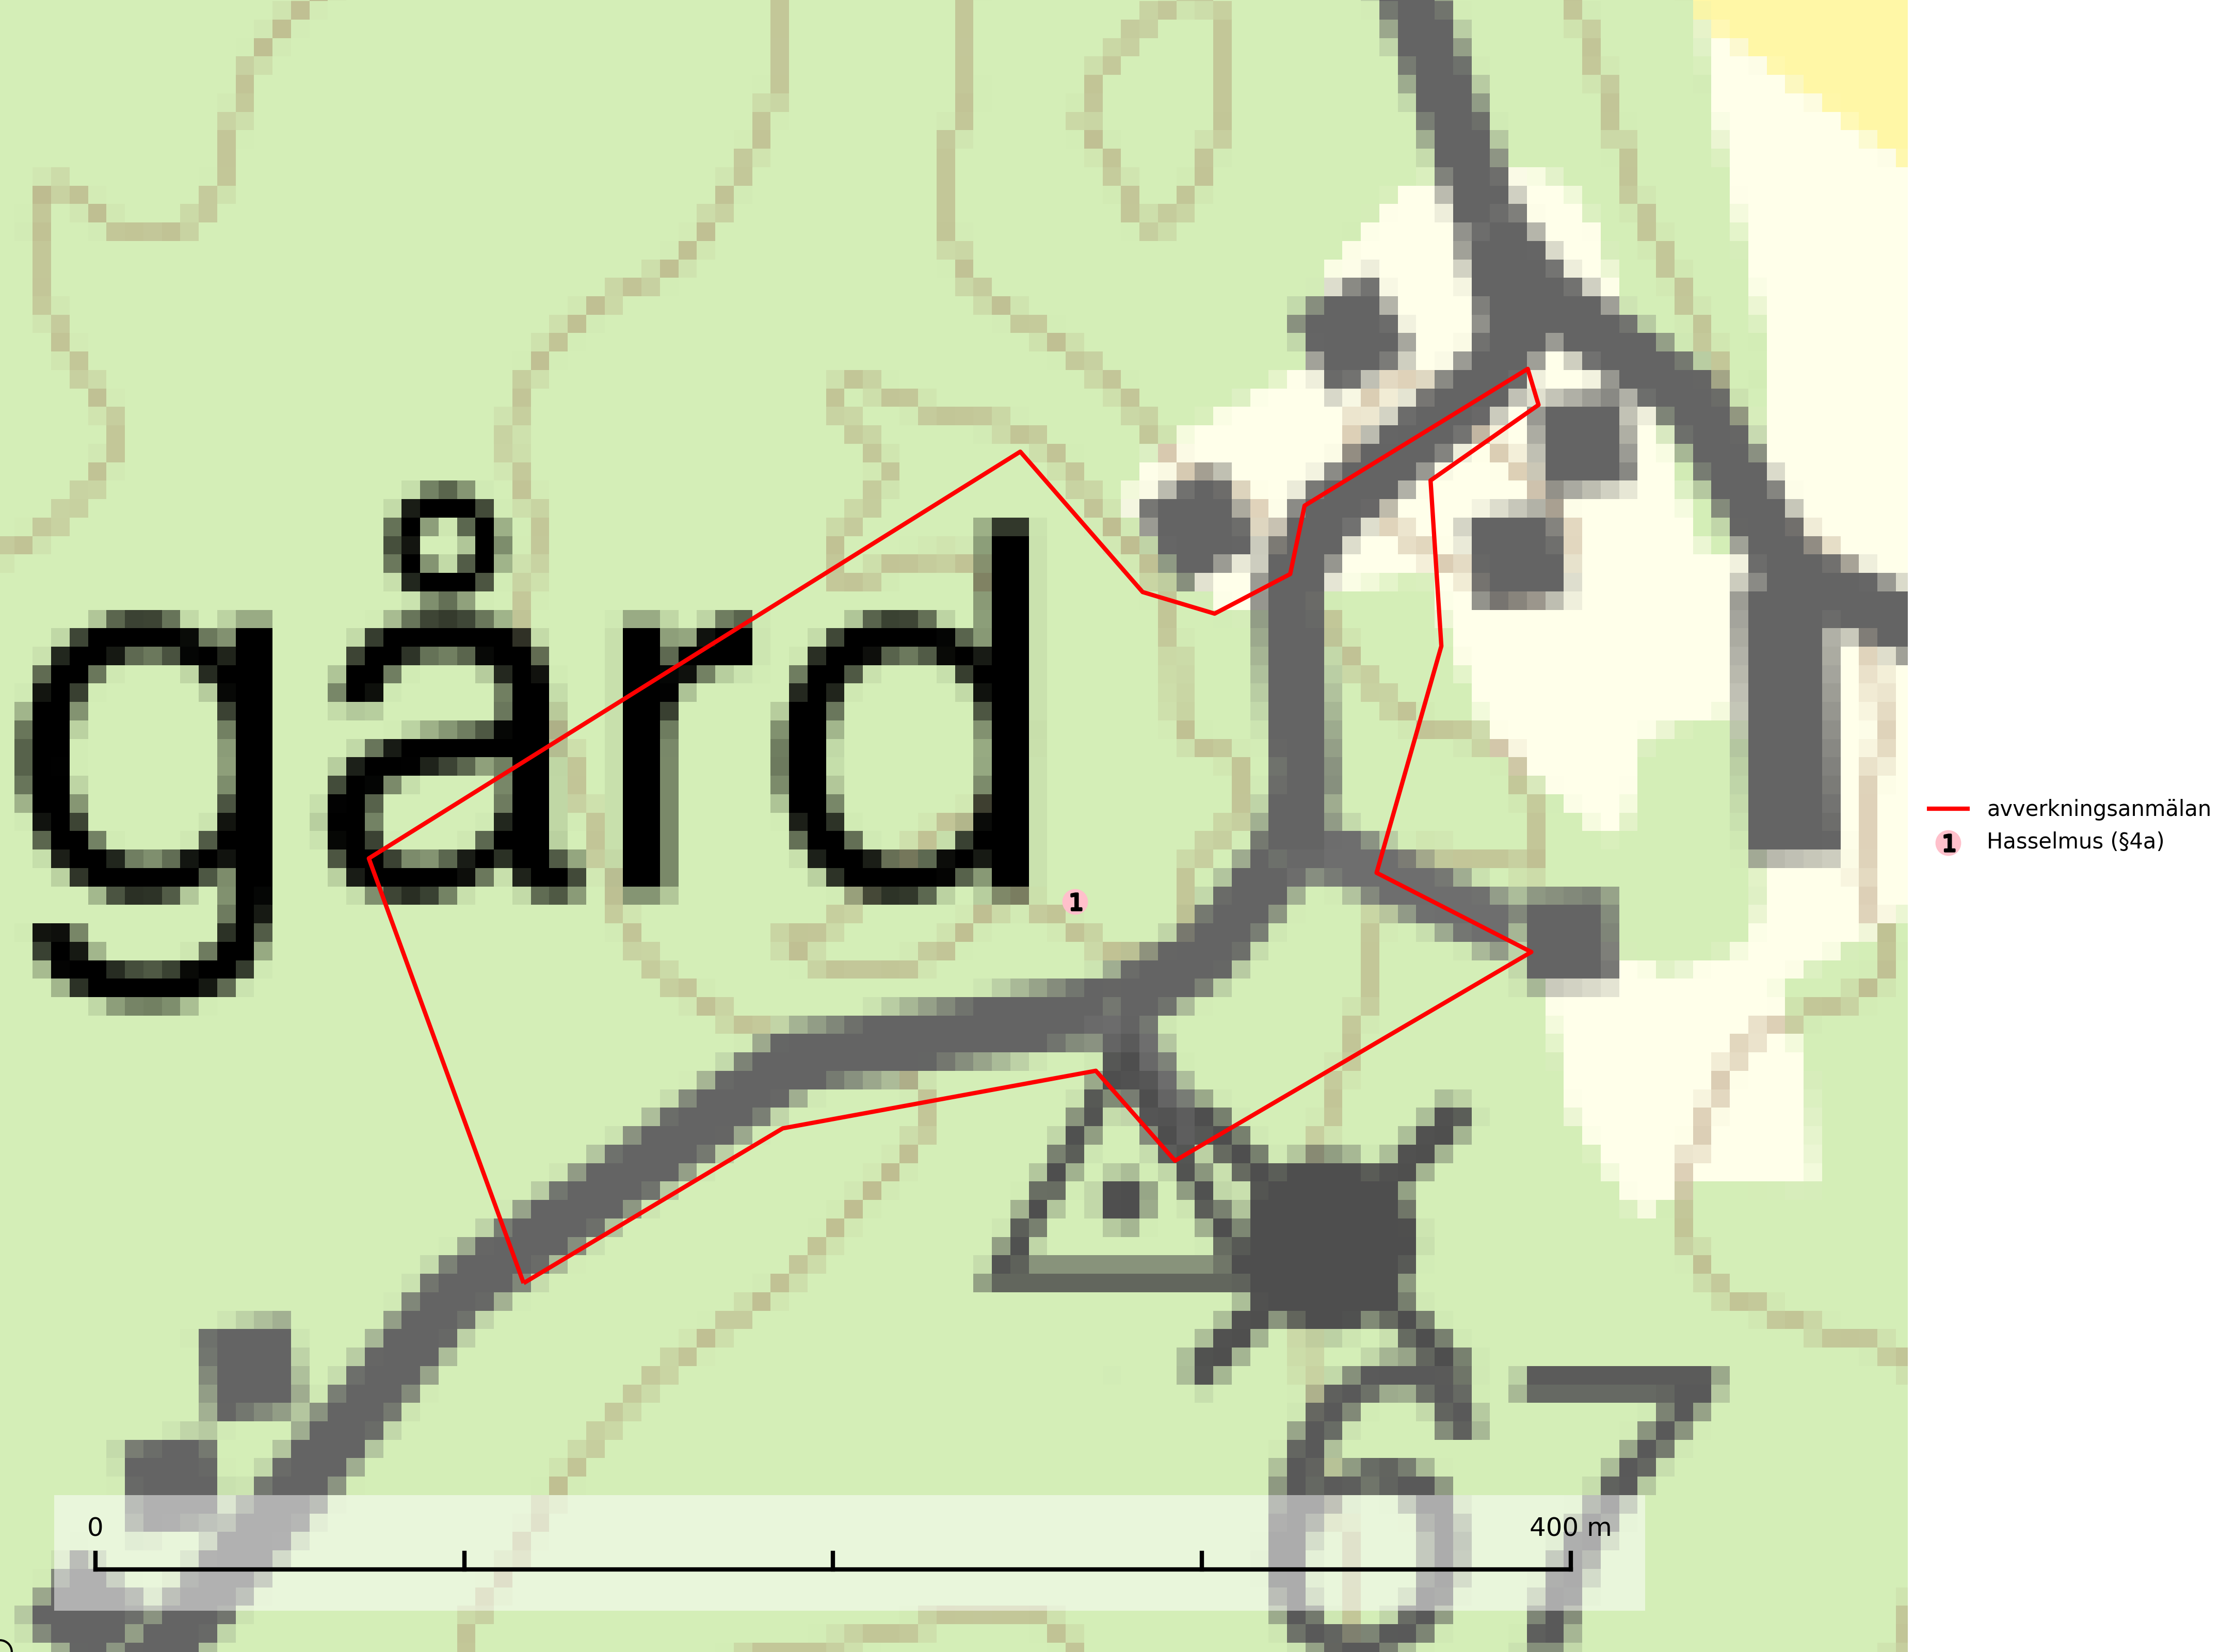 gård
1
67
0 400 m
avverkningsanmälan
1 Hasselmus (§4a)